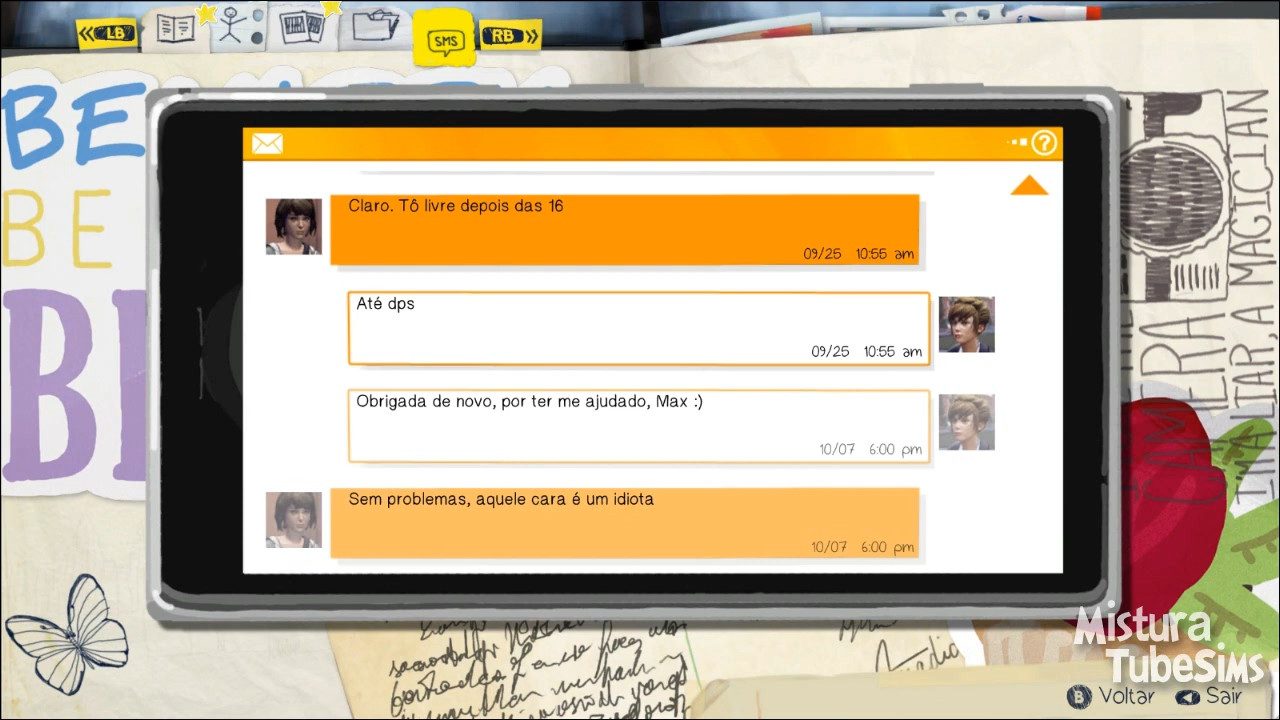 LB
SMS
RB
BE
BE
?
Claro. Tô livre depois das 16
09/25 10:55 am
Até dps
09/25 10:55 am
Obrigada de novo, por ter me ajudado, Max :)
10/07 6:00 pm
Sem problemas, aquele cara é um idiota
10/07 6:00 pm
CAMERA
IMA
LTAR, A MAGICIAN
Mistura
TubeSims
B Voltar
Sair